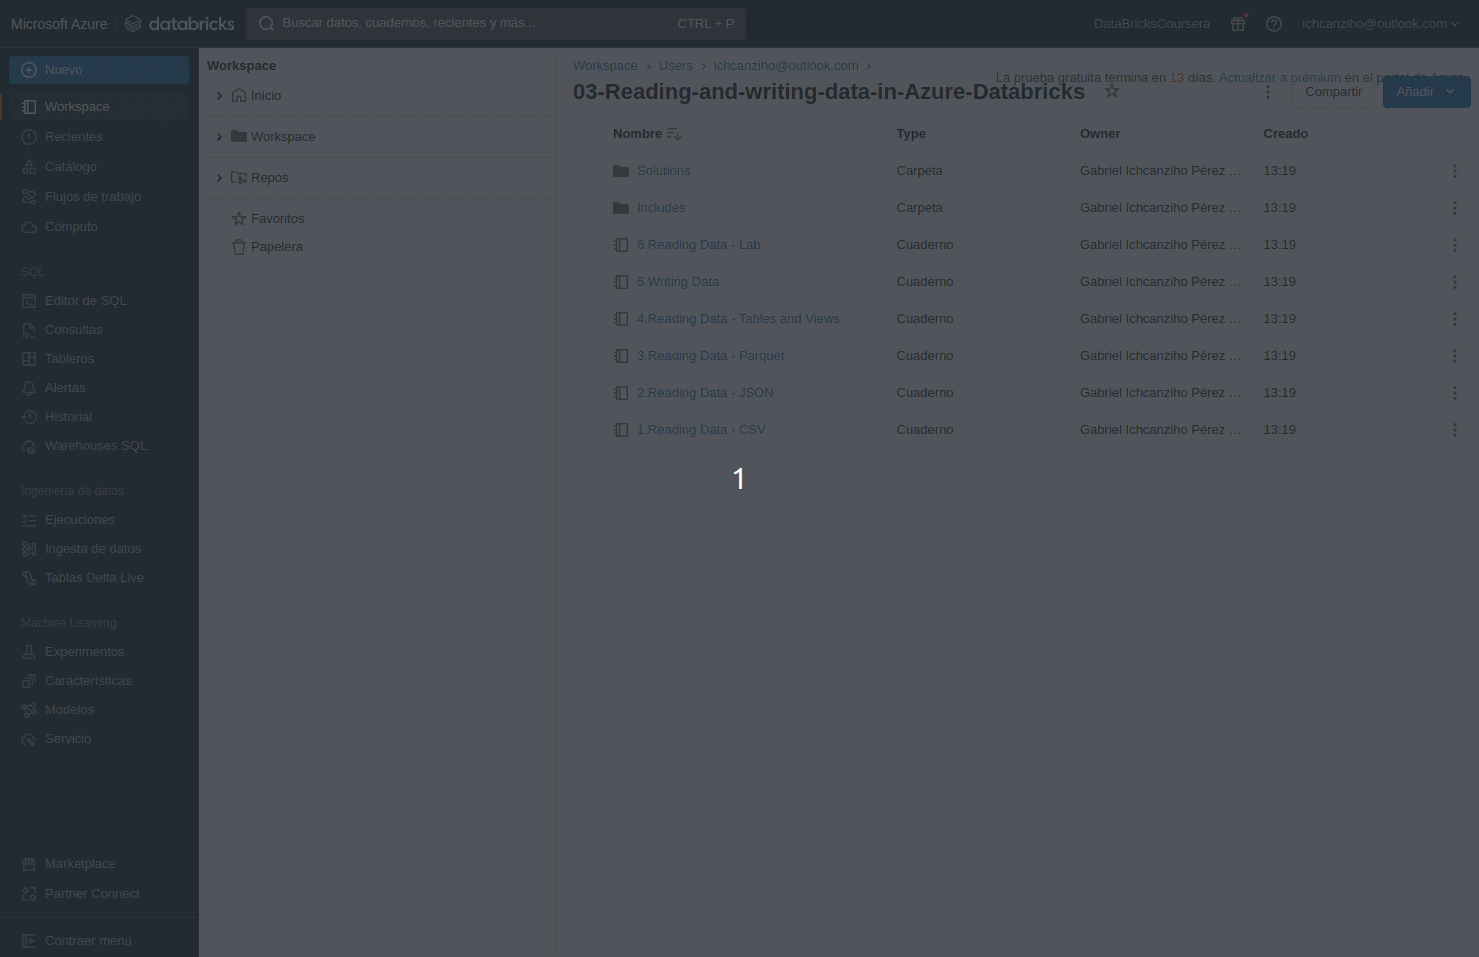 Microsoft Azure databricks Buscar datos, cuadernos, recientes y más... CTRL + P DataBricksCoursera ichcanziho@outlook.com
Nuevo
Workspace
Recientes
Catálogo
Flujos de trabajo
Cómputo
SQL
Editor de SQL
Consultas
Tableros
Alertas
Historial
Warehouses SQL
Ingeniería de datos
Ejecuciones
Ingesta de datos
Tablas Delta Live
Machine Learning
Experimentos
Características
Modelos
Servicio
Marketplace
Partner Connect
Contraer menú
Workspace
Inicio
Workspace
Repos
Favoritos
Papelera
Workspace › Users › ichcanziho@outlook.com ›
La prueba gratuita termina en 13 días. Actualizar a prémium en el portal de Azure
03-Reading-and-writing-data-in-Azure-Databricks Compartir Añadir
Nombre Type Owner Creado
Solutions Carpeta Gabriel Ichcanziho Pérez ... 13:19
Includes Carpeta Gabriel Ichcanziho Pérez ... 13:19
6.Reading Data - Lab Cuaderno Gabriel Ichcanziho Pérez ... 13:19
5.Writing Data Cuaderno Gabriel Ichcanziho Pérez ... 13:19
4.Reading Data - Tables and Views Cuaderno Gabriel Ichcanziho Pérez ... 13:19
3.Reading Data - Parquet Cuaderno Gabriel Ichcanziho Pérez ... 13:19
2.Reading Data - JSON Cuaderno Gabriel Ichcanziho Pérez ... 13:19
1.Reading Data - CSV Cuaderno Gabriel Ichcanziho Pérez ... 13:19
1